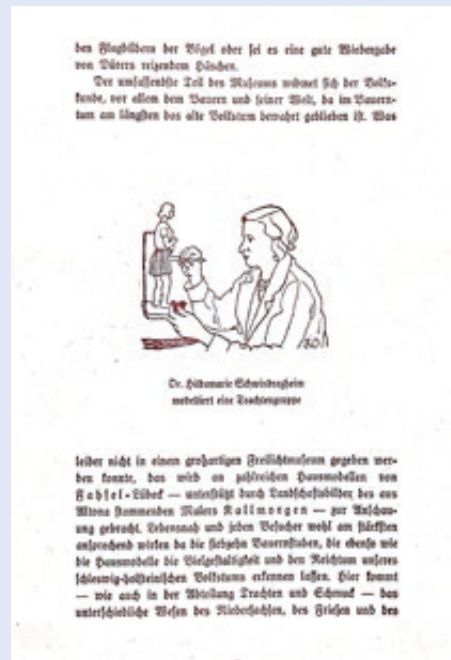 den Flugbildern der Vögel oder sei es eine gute Wiedergabe
von Dürers reizendem Häschen.
Der umfassendste Teil des Museums widmet sich der Volks-
kunde, vor allem dem Bauern und seiner Welt, da im Bauern-
tum am längsten das alte Volkstum bewahrt geblieben ist. Was
Dr. Hildamarie Schwindrazheim
modelliert eine Trachtengruppe
leider nicht in einem großartigen Freilichtmuseum gegeben wer-
den konnte, das wird an zahlreichen Hausmodellen von
Lübeck — unterstützt durch Landschaftsbilder des aus
Altona stammenden Malers Kallmorgen — zur Anschau-
ung gebracht. Lebensnah und jeden Besucher wohl am stärksten
ansprechend wirken da die siebzehn Bauernstuben, die ebenso wie
die Hausmodelle die Vielgestaltigkeit und den Reichtum unseres
schleswig-holsteinischen Volkstums erkennen lassen. Hier kommt
— wie auch in der Abteilung Trachten und Schmuck — das
unterschiedliche Wesen des Niedersachsen, des Friesen und des